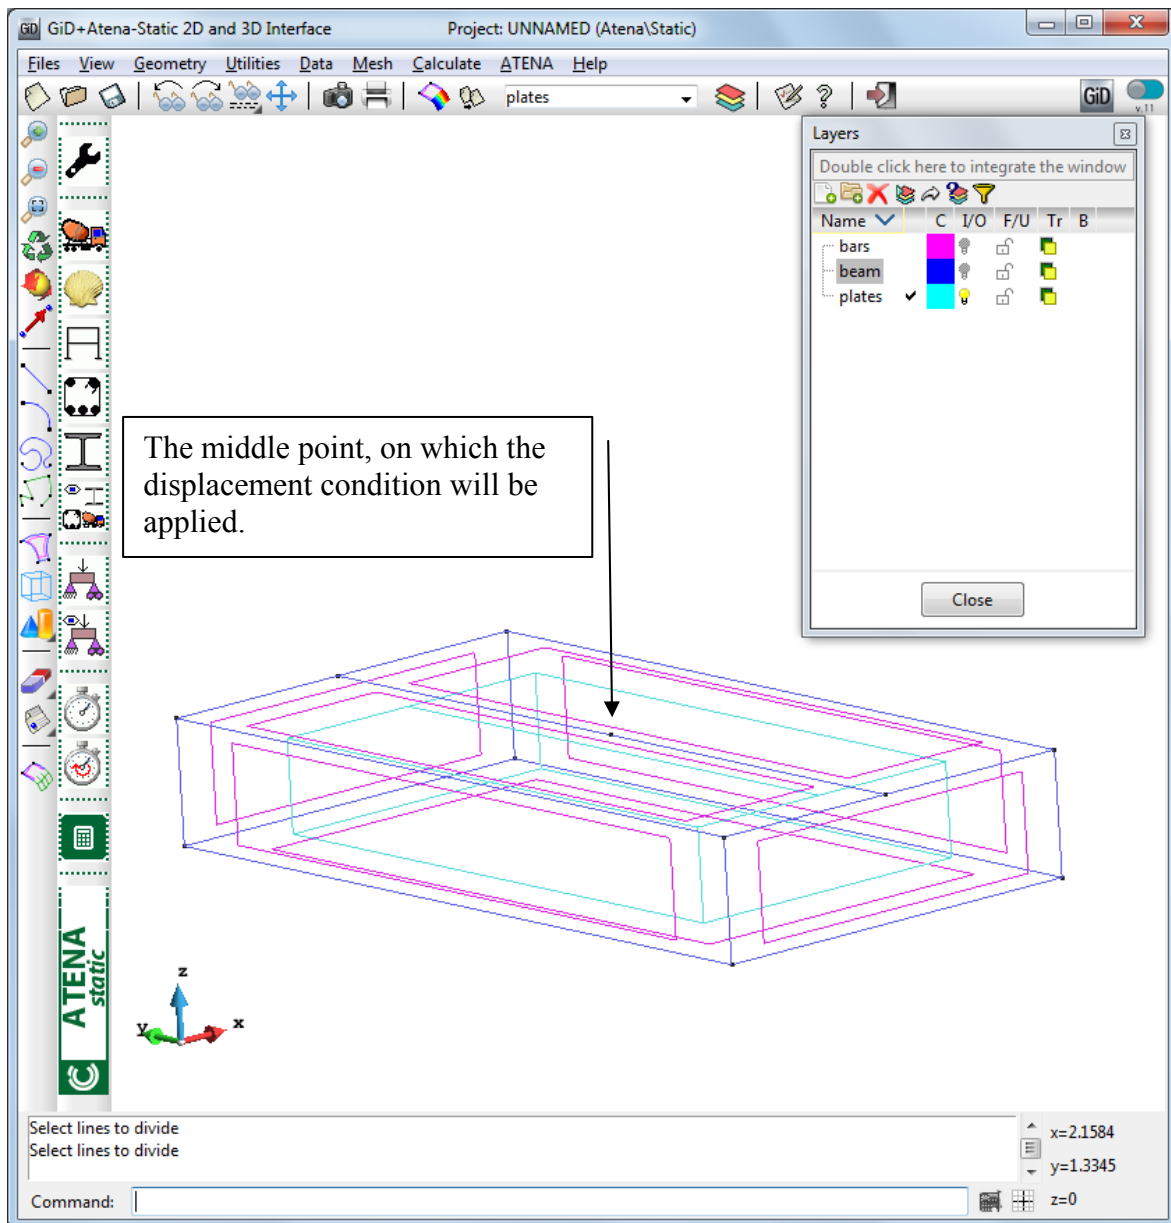 GiD GiD+Atena-Static 2D and 3D Interface Project: UNNAMED (Atena\Static)
Files View Geometry Utilities Data Mesh Calculate ATENA Help
plates GiD
v.11
Layers
Double click here to integrate the window
Name C I/O F/U Tr B
bars
beam
plates
Close
The middle point, on which the
displacement condition will be
applied.
z
y x
ATENA
static
Select lines to divide
Select lines to divide
x=2.1584
y=1.3345
z=0
Command: